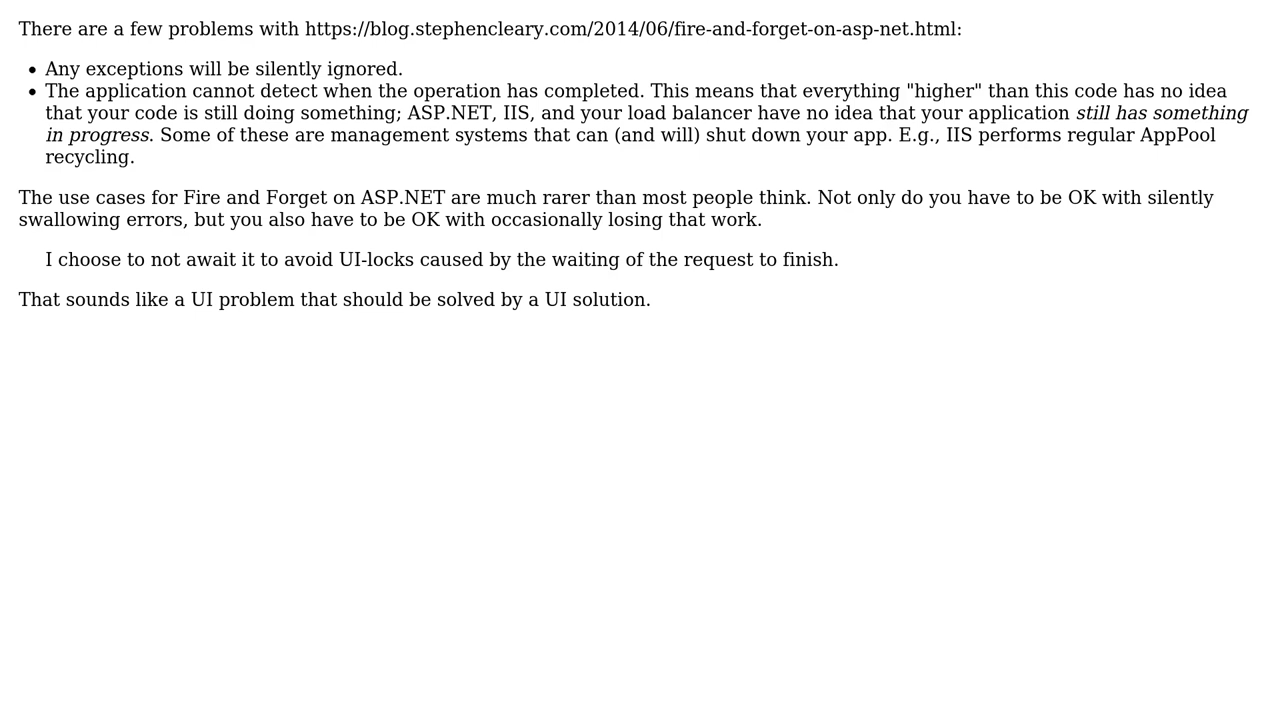 There are a few problems with https://blog.stephencleary.com/2014/06/fire-and-forget-on-asp-net.html:
• Any exceptions will be silently ignored.
• The application cannot detect when the operation has completed. This means that everything "higher" than this code has no idea
that your code is still doing something; ASP.NET, IIS, and your load balancer have no idea that your application still has something
in progress. Some of these are management systems that can (and will) shut down your app. E.g., IIS performs regular AppPool
recycling.
The use cases for Fire and Forget on ASP.NET are much rarer than most people think. Not only do you have to be OK with silently
swallowing errors, but you also have to be OK with occasionally losing that work.
I choose to not await it to avoid UI-locks caused by the waiting of the request to finish.
That sounds like a UI problem that should be solved by a UI solution.